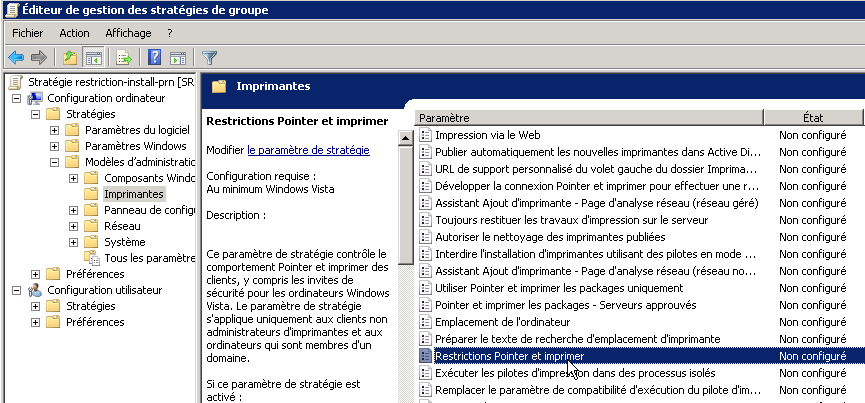 Éditeur de gestion des stratégies de groupe
Fichier Action Affichage ?
Stratégie restriction-install-prn [SR
Configuration ordinateur
Stratégies
Paramètres du logiciel
Paramètres Windows
Modèles d'administratio
Composants Windo
Imprimantes
Panneau de configu
Réseau
Système
Tous les paramètre
Préférences
Configuration utilisateur
Stratégies
Préférences
Imprimantes
Restrictions Pointer et imprimer
Modifier le paramètre de stratégie
Configuration requise :
Au minimum Windows Vista
Description :
Ce paramètre de stratégie contrôle le
comportement Pointer et imprimer des
clients, y compris les invites de
sécurité pour les ordinateurs Windows
Vista. Le paramètre de stratégie
s'applique uniquement aux clients non
administrateurs d'imprimantes et aux
ordinateurs qui sont membres d'un
domaine.
Si ce paramètre de stratégie est
activé :
Paramètre État
Impression via le Web Non configuré
Publier automatiquement les nouvelles imprimantes dans Active Di... Non configuré
URL de support personnalisé du volet gauche du dossier Imprima... Non configuré
Développer la connexion Pointer et imprimer pour effectuer une r... Non configuré
Assistant Ajout d'imprimante - Page d'analyse réseau (réseau géré) Non configuré
Toujours restituer les travaux d'impression sur le serveur Non configuré
Autoriser le nettoyage des imprimantes publiées Non configuré
Interdire l'installation d'imprimantes utilisant des pilotes en mode ... Non configuré
Assistant Ajout d'imprimante - Page d'analyse réseau (réseau no... Non configuré
Utiliser Pointer et imprimer les packages uniquement Non configuré
Pointer et imprimer les packages - Serveurs approuvés Non configuré
Emplacement de l'ordinateur Non configuré
Préparer le texte de recherche d'emplacement d'imprimante Non configuré
Restrictions Pointer et imprimer Non configuré
Exécuter les pilotes d'impression dans des processus isolés Non configuré
Remplacer le paramètre de compatibilité d'exécution du pilote d'im... Non configuré